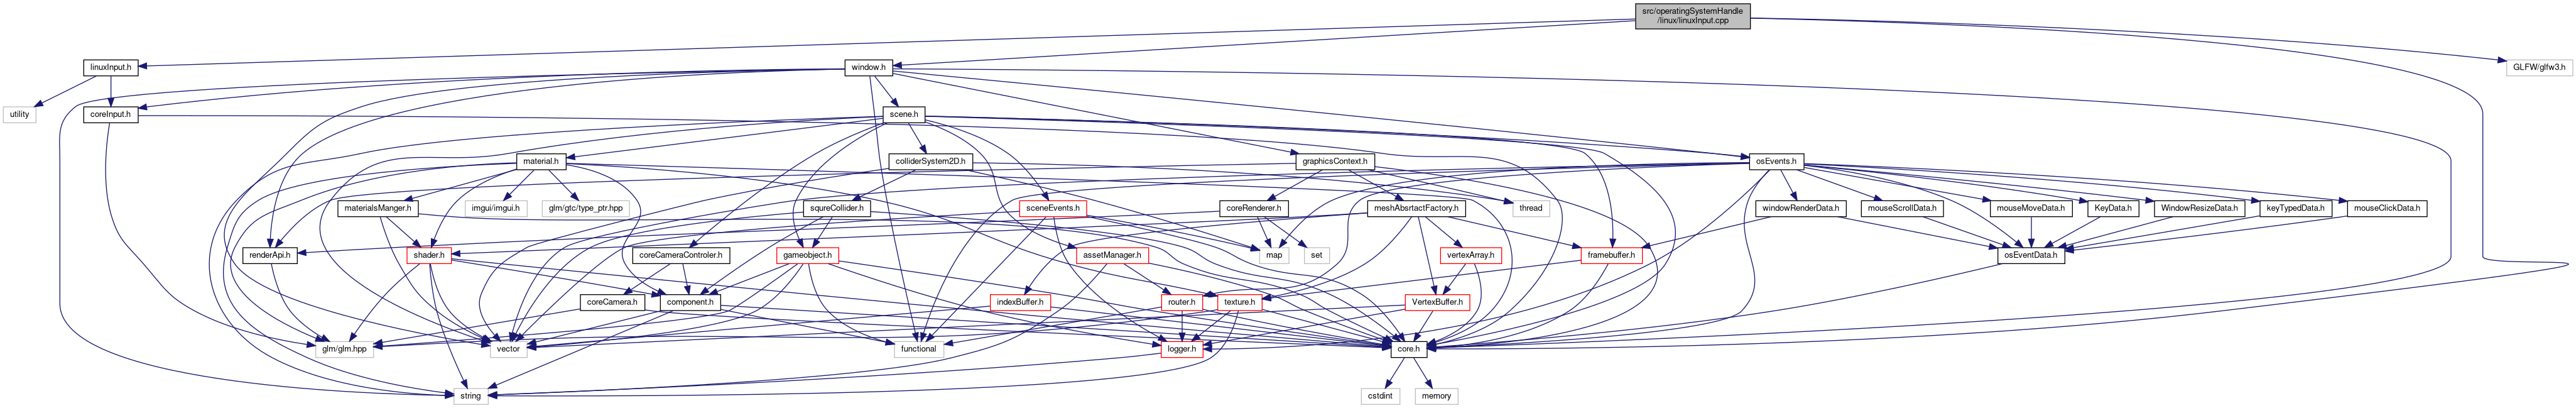 src/operatingSystemHandle
/linux/linuxInput.cpp
linuxInput.h
window.h
GLFW/glfw3.h
utility
coreInput.h
scene.h
material.h
colliderSystem2D.h
graphicsContext.h
osEvents.h
materialsManger.h
imgui/imgui.h
glm/gtc/type_ptr.hpp
squreCollider.h
sceneEvents.h
coreRenderer.h
meshAbsrtactFactory.h
thread
windowRenderData.h
mouseScrollData.h
mouseMoveData.h
KeyData.h
WindowResizeData.h
keyTypedData.h
mouseClickData.h
renderApi.h
shader.h
coreCameraControler.h
gameobject.h
assetManager.h
map
set
vertexArray.h
framebuffer.h
osEventData.h
coreCamera.h
component.h
indexBuffer.h
router.h
texture.h
VertexBuffer.h
glm/glm.hpp
vector
functional
logger.h
core.h
string
cstdint
memory